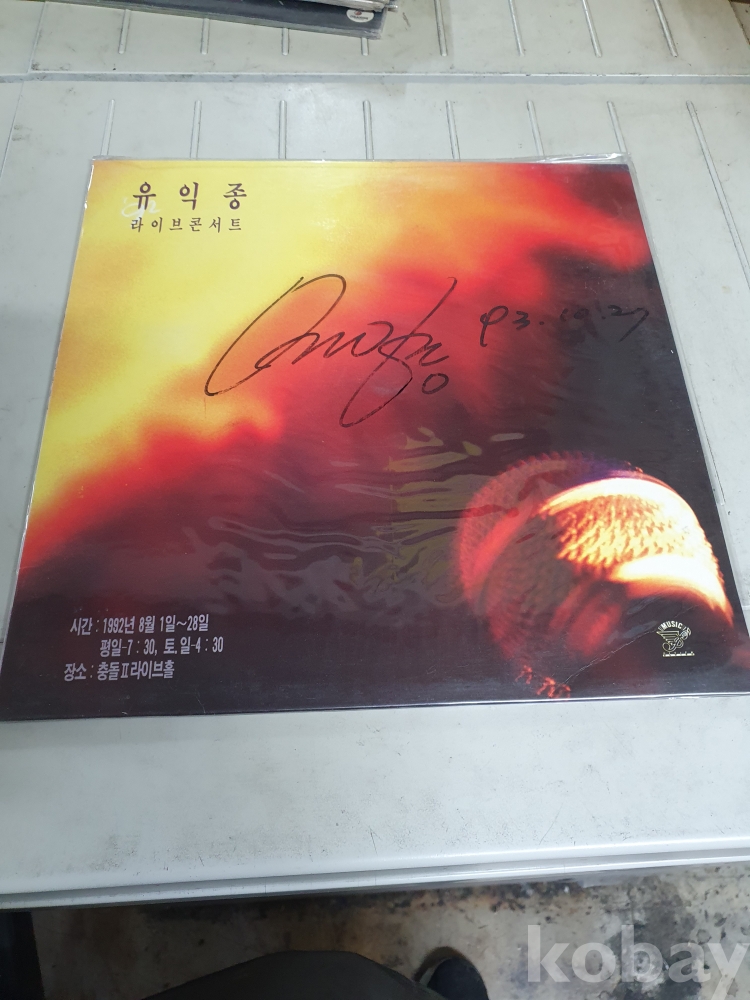 유익종
'92
라이브콘서트
93.10.27
시간 : 1992년 8월 1일~28일
평일-7 : 30, 토, 일-4 : 30
장소 : 충돌Ⅱ라이브홀
MUSIC
kobay